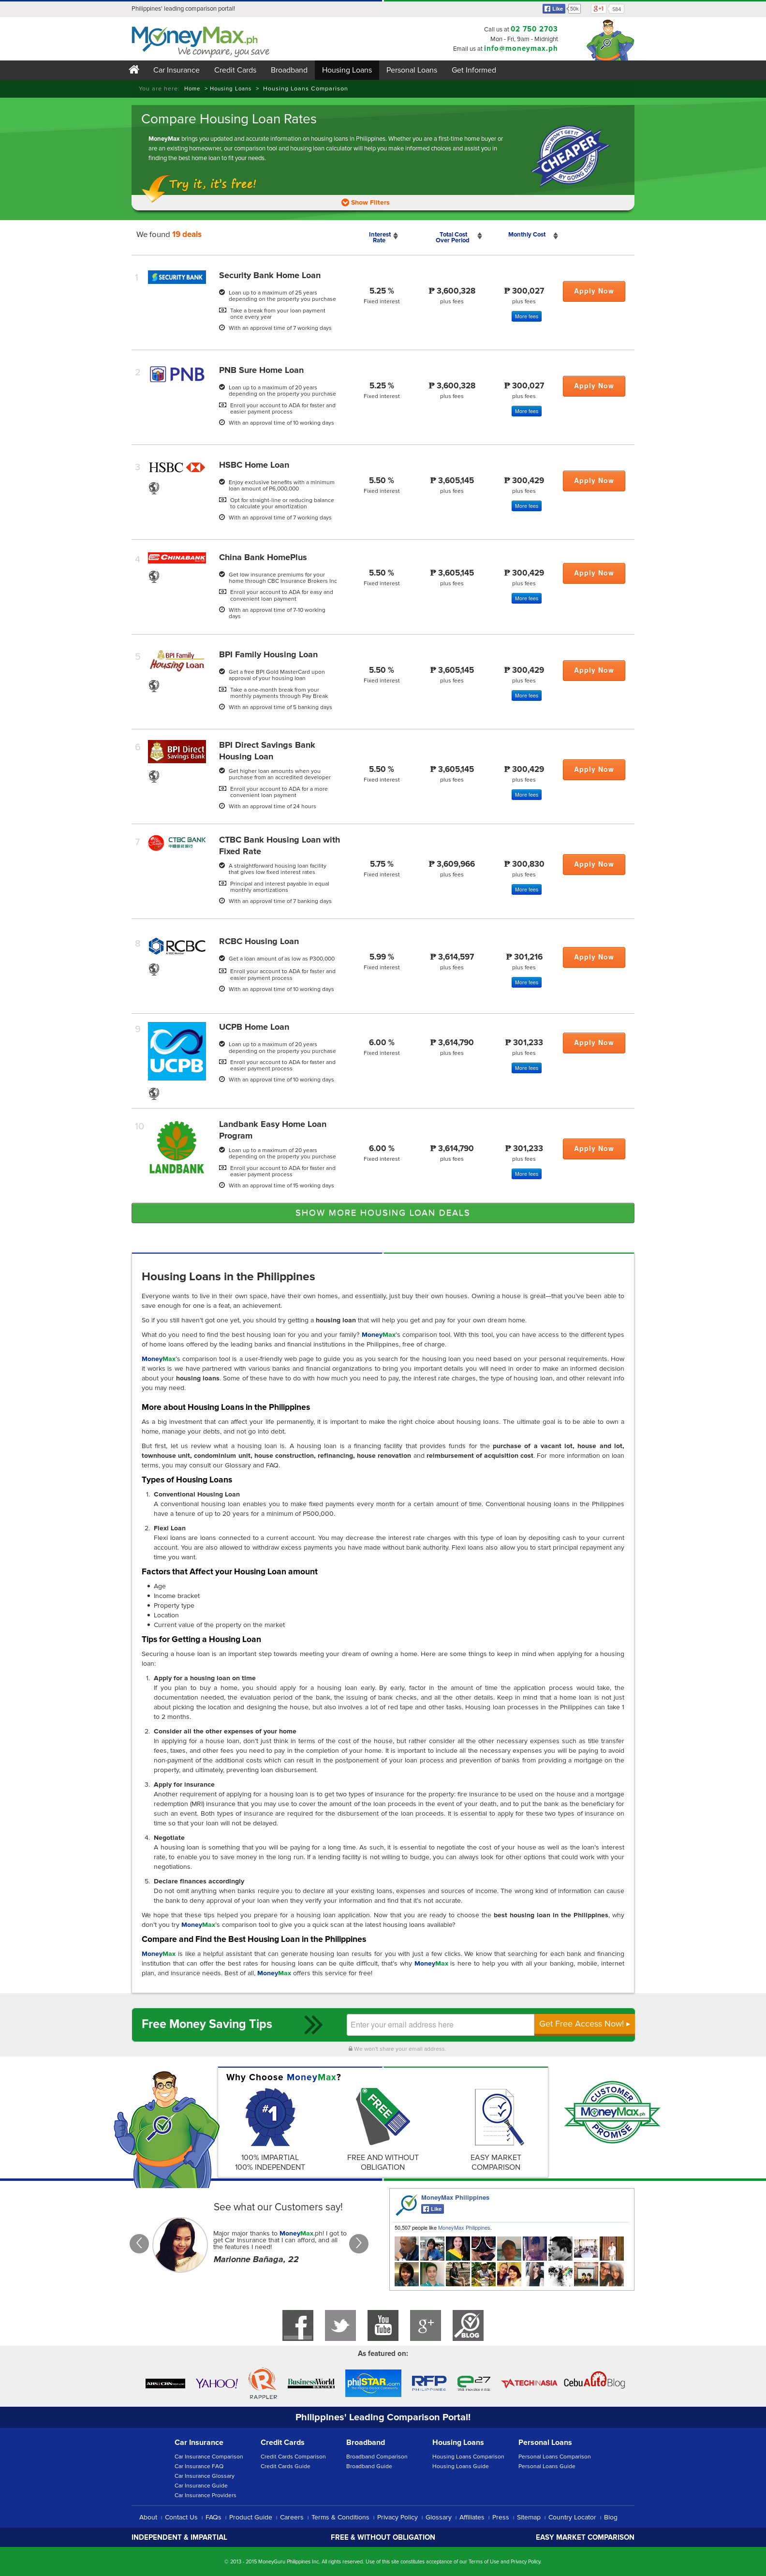 Philippines' leading comparison portal!
Like 50k
+1 584
MoneyMax.ph
We compare, you save
Call us at 02 750 2703
Mon - Fri, 9am - Midnight
Email us at info@moneymax.ph
Car Insurance Credit Cards Broadband Housing Loans Personal Loans Get Informed
You are here: Home > Housing Loans > Housing Loans Comparison
Compare Housing Loan Rates
MoneyMax brings you updated and accurate information on housing loans in Philippines. Whether you are a first-time home buyer or
are an existing homeowner, our comparison tool and housing loan calculator will help you make informed choices and assist you in
finding the best home loan to fit your needs.
YOU WON'T GET IT
CHEAPER
BY GOING DIRECT
Try it, it's free!
Show Filters
We found 19 deals
Interest Rate
Total Cost Over Period
Monthly Cost
1
SECURITY BANK
Security Bank Home Loan
Loan up to a maximum of 25 years
depending on the property you purchase
Take a break from your loan payment
once every year
With an approval time of 7 working days
5.25 % ₱ 3,600,328 ₱ 300,027
Fixed interest plus fees plus fees
More fees
Apply Now
2
PNB
PNB Sure Home Loan
Loan up to a maximum of 20 years
depending on the property you purchase
Enroll your account to ADA for faster and
easier payment process
With an approval time of 10 working days
5.25 % ₱ 3,600,328 ₱ 300,027
Fixed interest plus fees plus fees
More fees
Apply Now
3
HSBC
HSBC Home Loan
Enjoy exclusive benefits with a minimum
loan amount of P6,000,000
Opt for straight-line or reducing balance
to calculate your amortization
With an approval time of 7 working days
5.50 % ₱ 3,605,145 ₱ 300,429
Fixed interest plus fees plus fees
More fees
Apply Now
4
CHINABANK
China Bank HomePlus
Get low insurance premiums for your
home through CBC Insurance Brokers Inc
Enroll your account to ADA for easy and
convenient loan payment
With an approval time of 7-10 working
days
5.50 % ₱ 3,605,145 ₱ 300,429
Fixed interest plus fees plus fees
More fees
Apply Now
5
BPI Family
Housing Loan
BPI Family Housing Loan
Get a free BPI Gold MasterCard upon
approval of your housing loan
Take a one-month break from your
monthly payments through Pay Break
With an approval time of 5 banking days
5.50 % ₱ 3,605,145 ₱ 300,429
Fixed interest plus fees plus fees
More fees
Apply Now
6
BPI Direct
Savings Bank
BPI Direct Savings Bank
Housing Loan
Get higher loan amounts when you
purchase from an accredited developer
Enroll your account to ADA for a more
convenient loan payment
With an approval time of 24 hours
5.50 % ₱ 3,605,145 ₱ 300,429
Fixed interest plus fees plus fees
More fees
Apply Now
7
CTBC BANK
中國信託銀行
CTBC Bank Housing Loan with
Fixed Rate
A straightforward housing loan facility
that gives low fixed interest rates
Principal and interest payable in equal
monthly amortizations
With an approval time of 7 banking days
5.75 % ₱ 3,609,966 ₱ 300,830
Fixed interest plus fees plus fees
More fees
Apply Now
8
RCBC
RCBC Housing Loan
Get a loan amount of as low as P300,000
Enroll your account to ADA for faster and
easier payment process
With an approval time of 10 working days
5.99 % ₱ 3,614,597 ₱ 301,216
Fixed interest plus fees plus fees
More fees
Apply Now
9
UCPB
UCPB Home Loan
Loan up to a maximum of 20 years
depending on the property you purchase
Enroll your account to ADA for faster and
easier payment process
With an approval time of 10 working days
6.00 % ₱ 3,614,790 ₱ 301,233
Fixed interest plus fees plus fees
More fees
Apply Now
10
LANDBANK
Landbank Easy Home Loan
Program
Loan up to a maximum of 20 years
depending on the property you purchase
Enroll your account to ADA for faster and
easier payment process
With an approval time of 15 working days
6.00 % ₱ 3,614,790 ₱ 301,233
Fixed interest plus fees plus fees
More fees
Apply Now
SHOW MORE HOUSING LOAN DEALS
Housing Loans in the Philippines
Everyone wants to live in their own space, have their own homes, and essentially, just buy their own houses. Owning a house is great—that you've been able to
save enough for one is a feat, an achievement.
So if you still haven't got one yet, you should try getting a housing loan that will help you get and pay for your own dream home.
What do you need to find the best housing loan for you and your family? MoneyMax's comparison tool. With this tool, you can have access to the different types
of home loans offered by the leading banks and financial institutions in the Philippines, free of charge.
MoneyMax's comparison tool is a user-friendly web page to guide you as you search for the housing loan you need based on your personal requirements. How
it works is we have partnered with various banks and financial organizations to bring you important details you will need in order to make an informed decision
about your housing loans. Some of these have to do with how much you need to pay, the interest rate charges, the type of housing loan, and other relevant info
you may need.
More about Housing Loans in the Philippines
As a big investment that can affect your life permanently, it is important to make the right choice about housing loans. The ultimate goal is to be able to own a
home, manage your debts, and not go into debt.
But first, let us review what a housing loan is. A housing loan is a financing facility that provides funds for the purchase of a vacant lot, house and lot,
townhouse unit, condominium unit, house construction, refinancing, house renovation and reimbursement of acquisition cost. For more information on loan
terms, you may consult our Glossary and FAQ.
Types of Housing Loans
1. Conventional Housing Loan
A conventional housing loan enables you to make fixed payments every month for a certain amount of time. Conventional housing loans in the Philippines
have a tenure of up to 20 years for a minimum of P500,000.
2. Flexi Loan
Flexi loans are loans connected to a current account. You may decrease the interest rate charges with this type of loan by depositing cash to your current
account. You are also allowed to withdraw excess payments you have made without bank authority. Flexi loans also allow you to start principal repayment any
time you want.
Factors that Affect your Housing Loan amount
Age
Income bracket
Property type
Location
Current value of the property on the market
Tips for Getting a Housing Loan
Securing a house loan is an important step towards meeting your dream of owning a home. Here are some things to keep in mind when applying for a housing
loan:
1. Apply for a housing loan on time
If you plan to buy a home, you should apply for a housing loan early. By early, factor in the amount of time the application process would take, the
documentation needed, the evaluation period of the bank, the issuing of bank checks, and all the other details. Keep in mind that a home loan is not just
about picking the location and designing the house, but also involves a lot of red tape and other tasks. Housing loan processes in the Philippines can take 1
to 2 months.
2. Consider all the other expenses of your home
In applying for a house loan, don't just think in terms of the cost of the house, but rather consider all the other necessary expenses such as title transfer
fees, taxes, and other fees you need to pay in the completion of your home. It is important to include all the necessary expenses you will be paying to avoid
non-payment of the additional costs which can result in the postponement of your loan process and prevention of banks from providing a mortgage on the
property, and ultimately, preventing loan disbursement.
3. Apply for insurance
Another requirement of applying for a housing loan is to get two types of insurance for the property: fire insurance to be used on the house and a mortgage
redemption (MRI) insurance that you may use to cover the amount of the loan proceeds in the event of your death, and to put the bank as the beneficiary for
such an event. Both types of insurance are required for the disbursement of the loan proceeds. It is essential to apply for these two types of insurance on
time so that your loan will not be delayed.
4. Negotiate
A housing loan is something that you will be paying for a long time. As such, it is essential to negotiate the cost of your house as well as the loan's interest
rate, to enable you to save money in the long run. If a lending facility is not willing to budge, you can always look for other options that could work with your
negotiations.
5. Declare finances accordingly
Do not omit anything when banks require you to declare all your existing loans, expenses and sources of income. The wrong kind of information can cause
the bank to deny approval of your loan when they verify your information and find that it's not accurate.
We hope that these tips helped you prepare for a housing loan application. Now that you are ready to choose the best housing loan in the Philippines, why
don't you try MoneyMax's comparison tool to give you a quick scan at the latest housing loans available?
Compare and Find the Best Housing Loan in the Philippines
MoneyMax is like a helpful assistant that can generate housing loan results for you with just a few clicks. We know that searching for each bank and financing
institution that can offer the best rates for housing loans can be quite difficult, that's why MoneyMax is here to help you with all your banking, mobile, internet
plan, and insurance needs. Best of all, MoneyMax offers this service for free!
Free Money Saving Tips
Enter your email address here
Get Free Access Now!
We won't share your email address.
Why Choose MoneyMax?
#1
FREE
100% IMPARTIAL
100% INDEPENDENT
FREE AND WITHOUT
OBLIGATION
EASY MARKET
COMPARISON
CUSTOMER
MoneyMax.ph
PROMISE
See what our Customers say!
Major major thanks to MoneyMax.ph! I got to
get Car Insurance that I can afford, and all
the features I need!
Marionne Bañaga, 22
MoneyMax Philippines
Like
50,507 people like MoneyMax Philippines.
You Tube
g+
BLOG
As featured on:
ABS-CBNnews.com
YAHOO!
RAPPLER
BusinessWorld
ONLINE
philSTAR.com
RFP
PHILIPPINES
e27
TECHINASIA
CebuAutoBlog
Philippines' Leading Comparison Portal!
Car Insurance
Car Insurance Comparison
Car Insurance FAQ
Car Insurance Glossary
Car Insurance Guide
Car Insurance Providers
Credit Cards
Credit Cards Comparison
Credit Cards Guide
Broadband
Broadband Comparison
Broadband Guide
Housing Loans
Housing Loans Comparison
Housing Loans Guide
Personal Loans
Personal Loans Comparison
Personal Loans Guide
About | Contact Us | FAQs | Product Guide | Careers | Terms & Conditions | Privacy Policy | Glossary | Affiliates | Press | Sitemap | Country Locator | Blog
INDEPENDENT & IMPARTIAL
FREE & WITHOUT OBLIGATION
EASY MARKET COMPARISON
© 2013 - 2015 MoneyGuru Philippines Inc. All rights reserved. Use of this site constitutes acceptance of our Terms of Use and Privacy Policy.